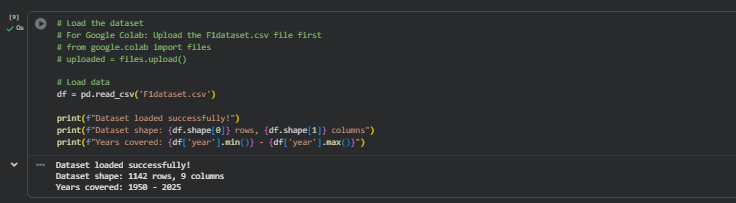 [9]
0s
# Load the dataset
# For Google Colab: Upload the F1dataset.csv file first
# from google.colab import files
# uploaded = files.upload()
# Load data
df = pd.read_csv('F1dataset.csv')
print(f"Dataset loaded successfully!")
print(f"Dataset shape: {df.shape[0]} rows, {df.shape[1]} columns")
print(f"Years covered: {df['year'].min()} - {df['year'].max()}")
Dataset loaded successfully!
Dataset shape: 1142 rows, 9 columns
Years covered: 1950 - 2025